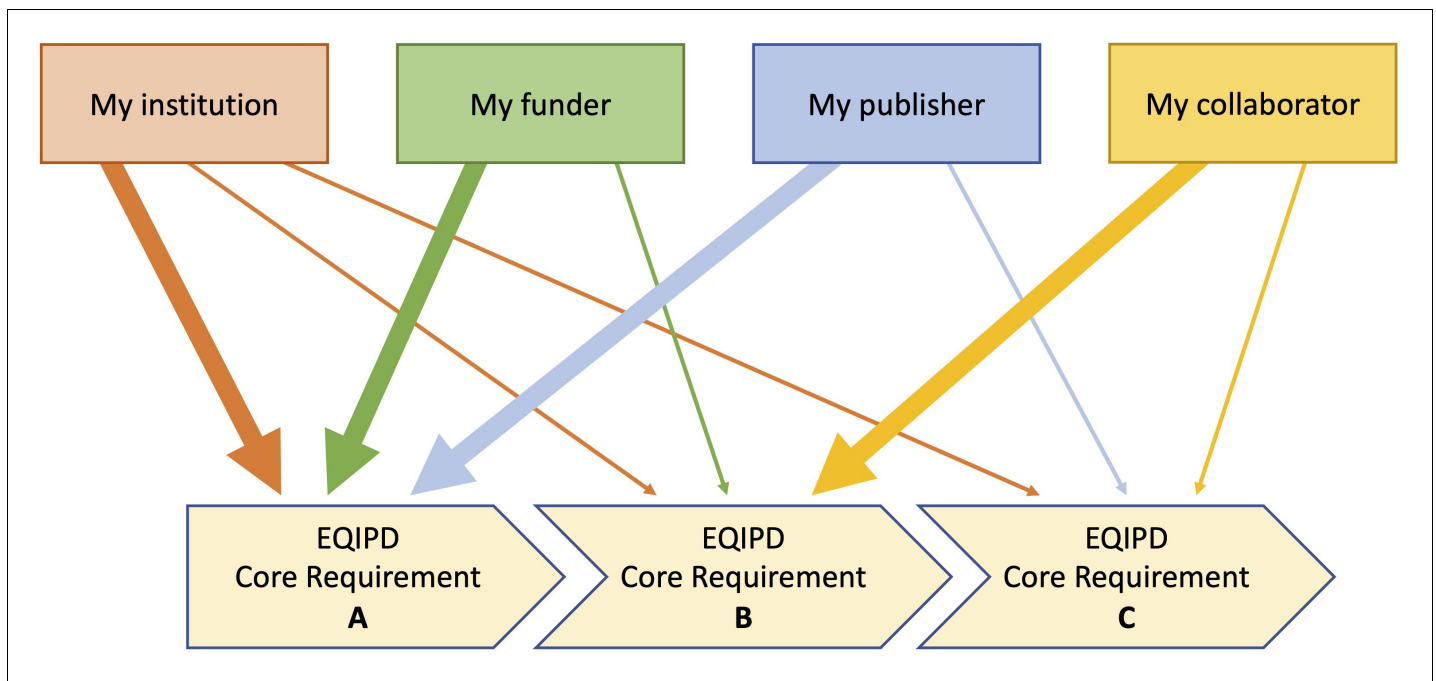 My institution
My funder
My publisher
My collaborator
EQIPD
Core Requirement
A
EQIPD
Core Requirement
B
EQIPD
Core Requirement
C